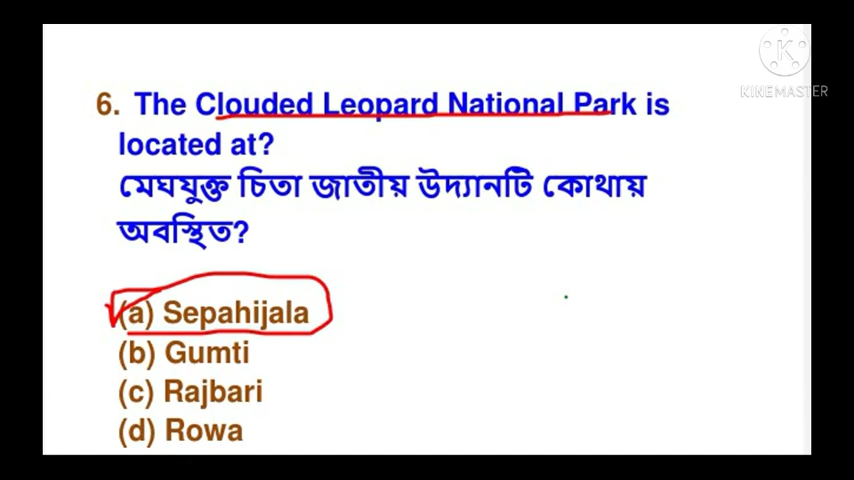 KINEMASTER
6. The Clouded Leopard National Park is
located at?
মেঘযুক্ত চিতা জাতীয় উদ্যানটি কোথায়
অবস্থিত?
(a) Sepahijala
(b) Gumti
(c) Rajbari
(d) Rowa